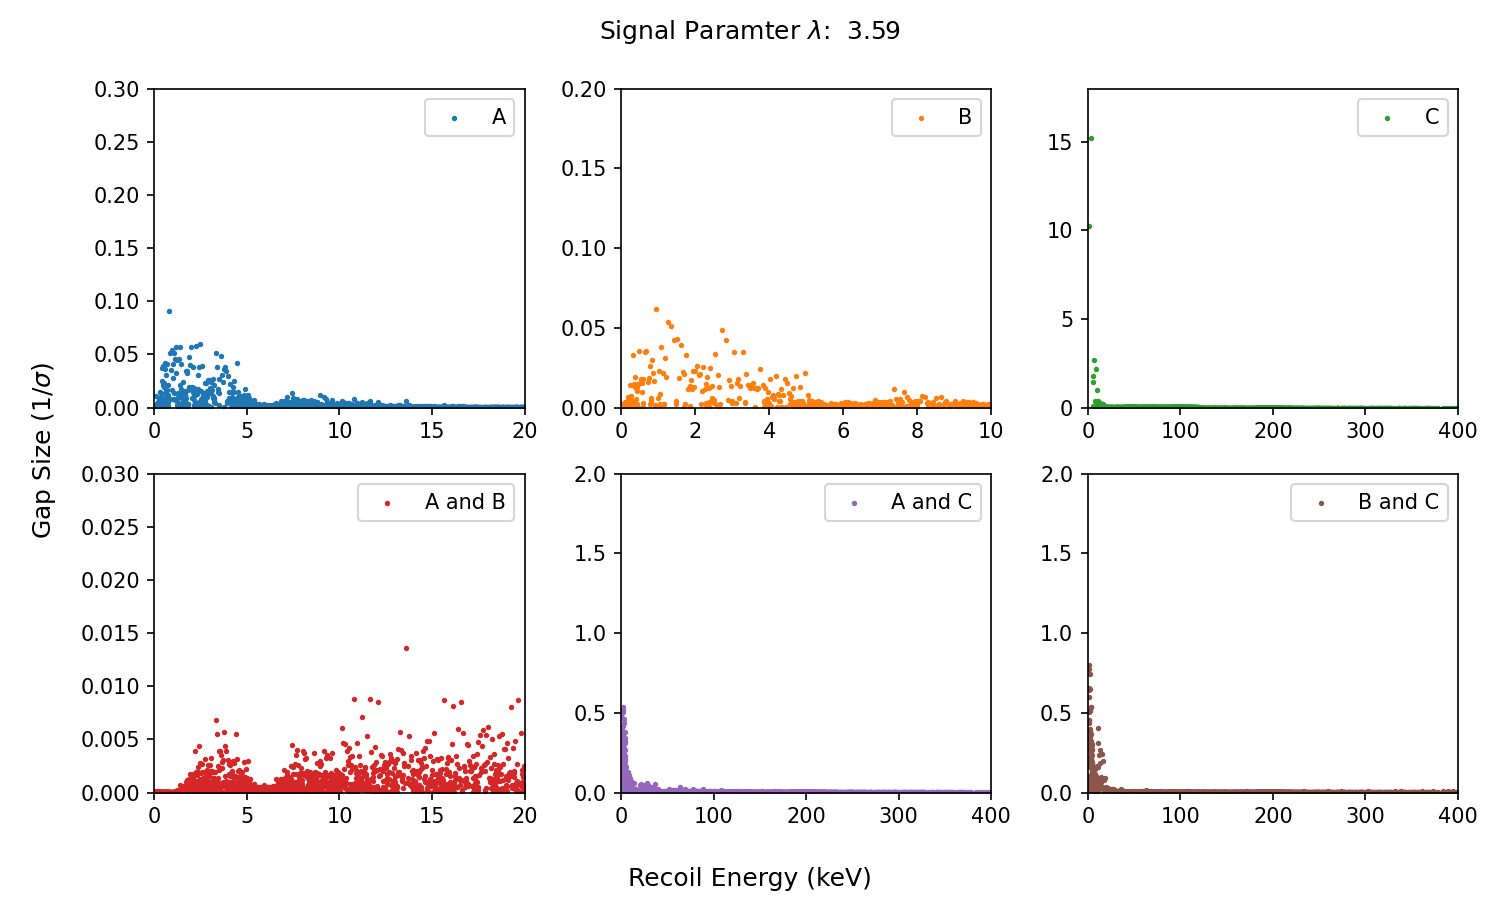 Signal Paramter λ:  3.59
0.30
0.25
0.20
0.15
0.10
0.05
0.00
0 5 10 15 20
A
0.20
0.15
0.10
0.05
0.00
0 2 4 6 8 10
B
15
10
5
0
0 100 200 300 400
C
Gap Size (1/σ)
0.030
0.025
0.020
0.015
0.010
0.005
0.000
0 5 10 15 20
A and B
2.0
1.5
1.0
0.5
0.0
0 100 200 300 400
A and C
2.0
1.5
1.0
0.5
0.0
0 100 200 300 400
B and C
Recoil Energy (keV)